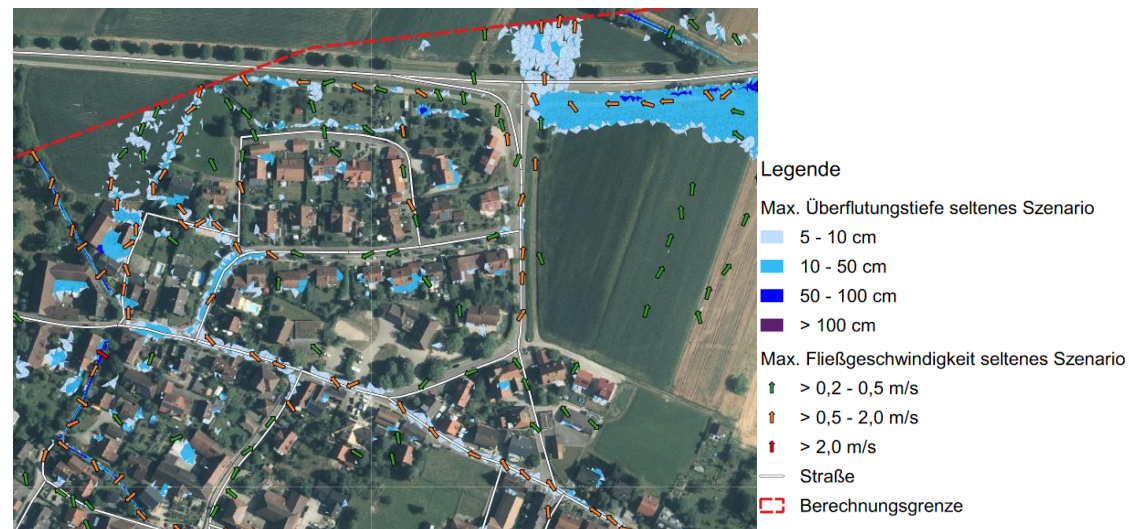 Legende
Max. Überflutungstiefe seltenes Szenario
5 - 10 cm
10 - 50 cm
50 - 100 cm
> 100 cm
Max. Fließgeschwindigkeit seltenes Szenario
> 0,2 - 0,5 m/s
> 0,5 - 2,0 m/s
> 2,0 m/s
Straße
Berechnungsgrenze